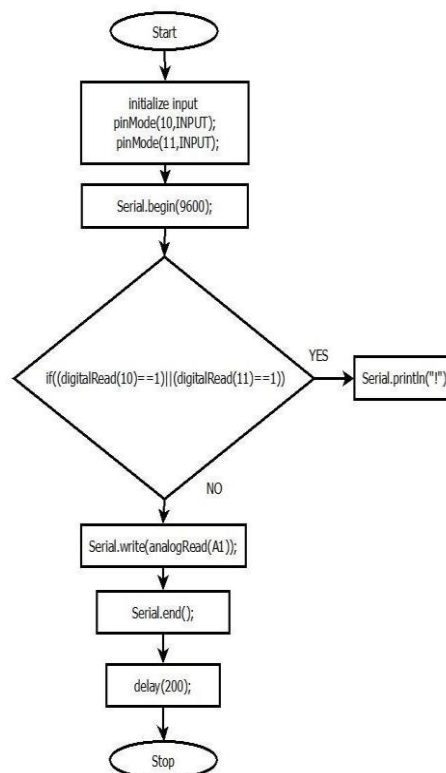 Start
initialize input
pinMode(10,INPUT);
pinMode(11,INPUT);
Serial.begin(9600);
if((digitalRead(10)==1)||(digitalRead(11)==1))
YES
Serial.println("!")
NO
Serial.write(analogRead(A1));
Serial.end();
delay(200);
Stop